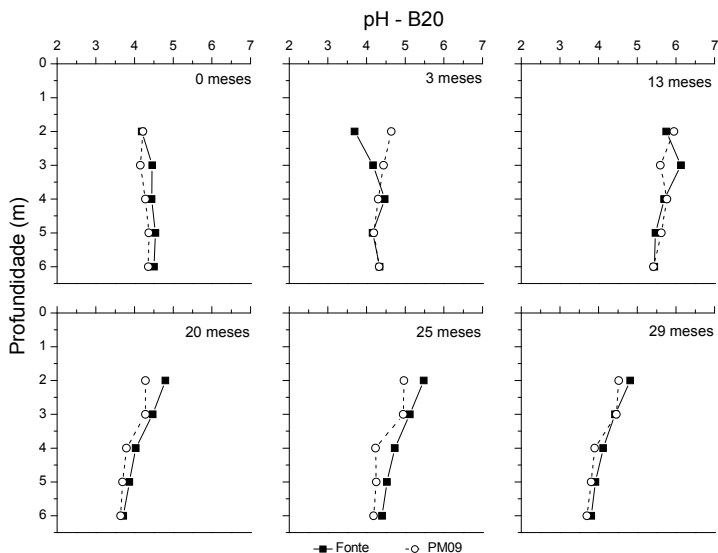 pH - B20
2 3 4 5 6 7 2 3 4 5 6 7 2 3 4 5 6 7
0
1
2
3
4
5
6
0 meses
3 meses
13 meses
Profundidade (m)
0
1
2
3
4
5
6
20 meses
25 meses
29 meses
Fonte PM09